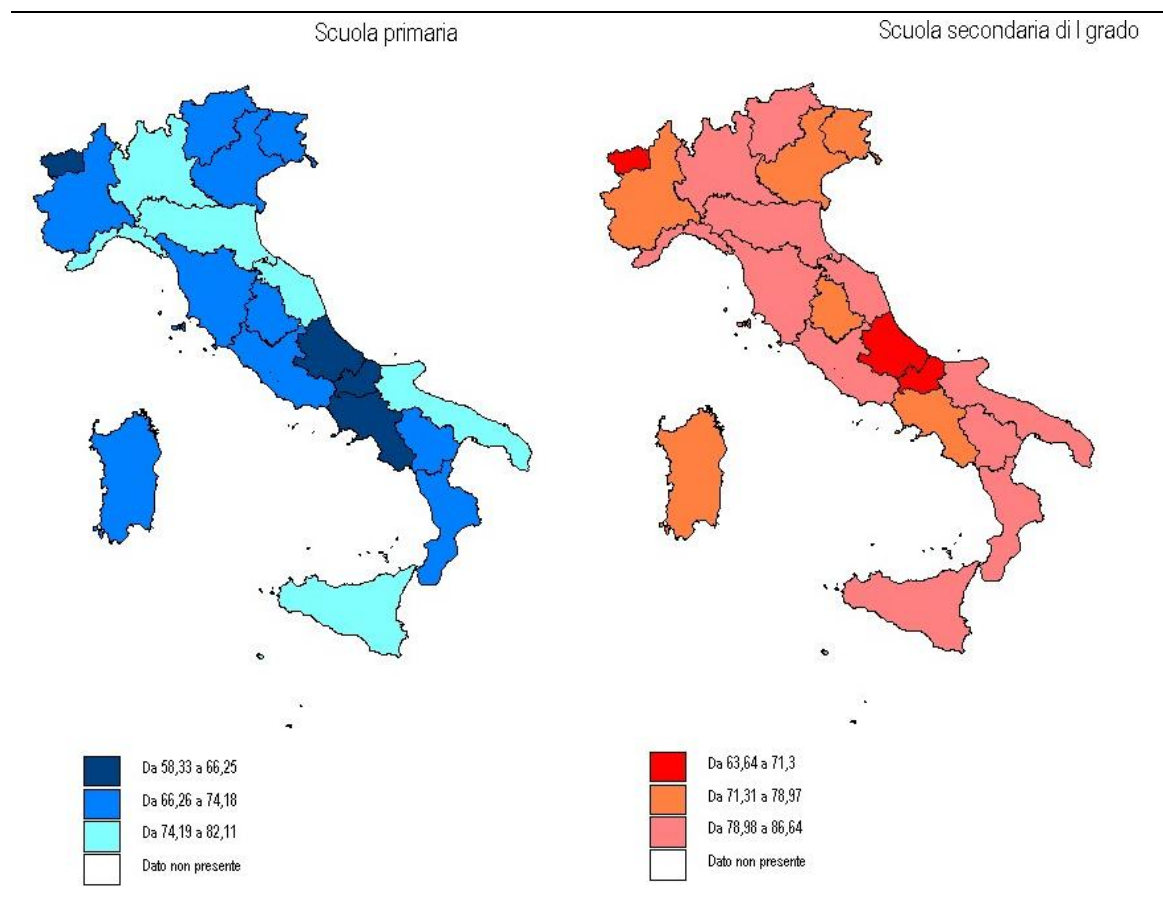 Scuola primaria
Scuola secondaria di I grado
Da 58,33 a 66,25
Da 66,26 a 74,18
Da 74,19 a 82,11
Dato non presente
Da 63,64 a 71,3
Da 71,31 a 78,97
Da 78,98 a 86,64
Dato non presente